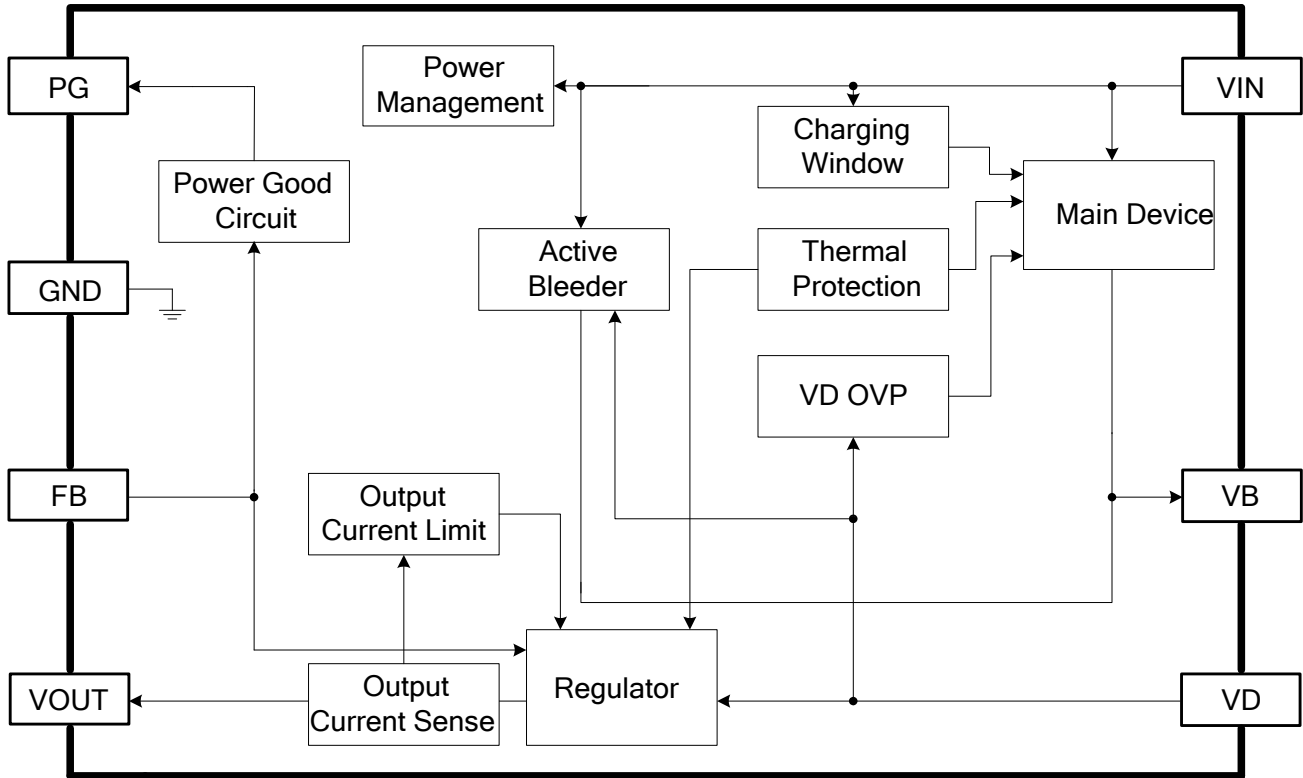 PG
Power
Management
VIN
Charging
Window
Power Good
Circuit
Main Device
GND
Active
Bleeder
Thermal
Protection
VD OVP
FB
Output
Current Limit
VB
VOUT
Output
Current Sense
Regulator
VD